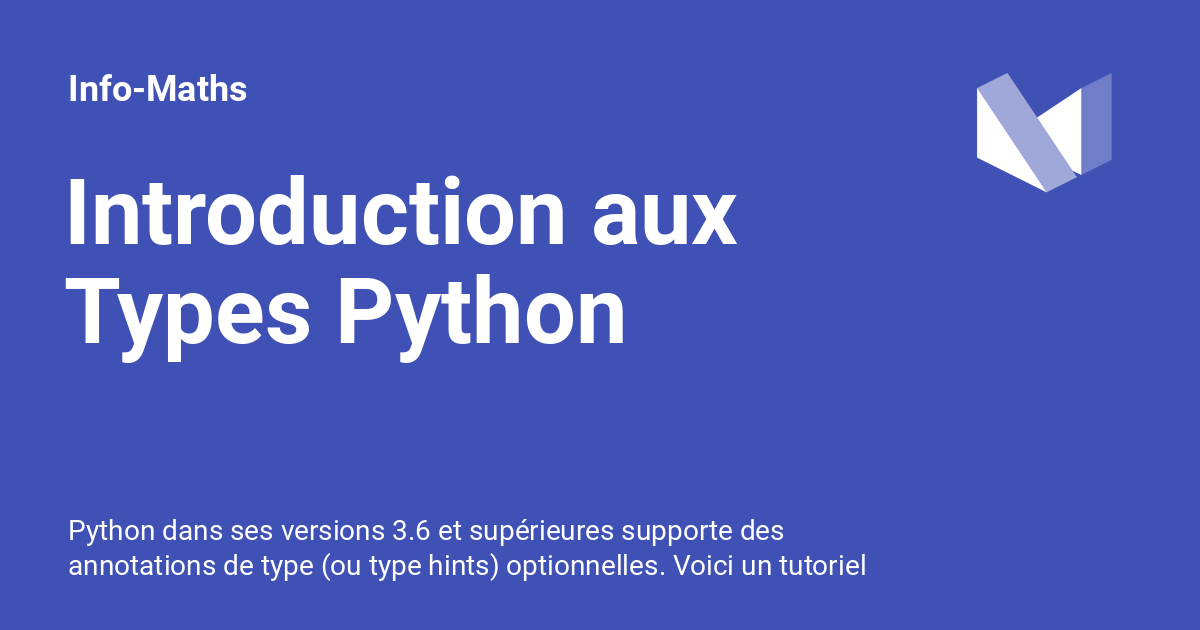 Info-Maths
Introduction aux
Types Python
Python dans ses versions 3.6 et supérieures supporte des
annotations de type (ou type hints) optionnelles. Voici un tutoriel